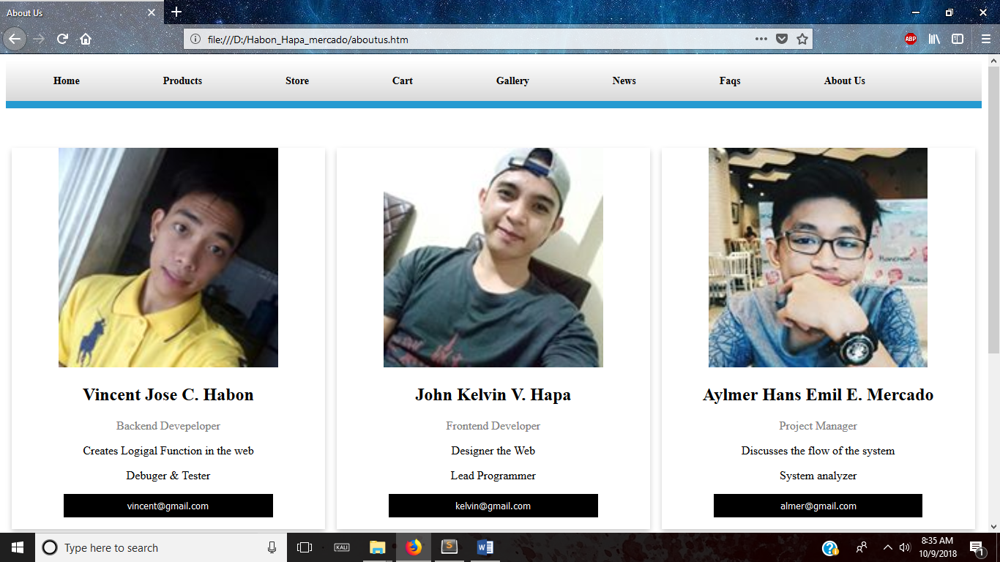 About Us
file:///D:/Habon_Hapa_mercado/aboutus.htm
ABP
Home Products Store Cart Gallery News Faqs About Us
Vincent Jose C. Habon
Backend Devepeloper
Creates Logigal Function in the web
Debuger & Tester
vincent@gmail.com
John Kelvin V. Hapa
Frontend Developer
Designer the Web
Lead Programmer
kelvin@gmail.com
Aylmer Hans Emil E. Mercado
Project Manager
Discusses the flow of the system
System analyzer
almer@gmail.com
Type here to search
KALI
8:35 AM
10/9/2018
1